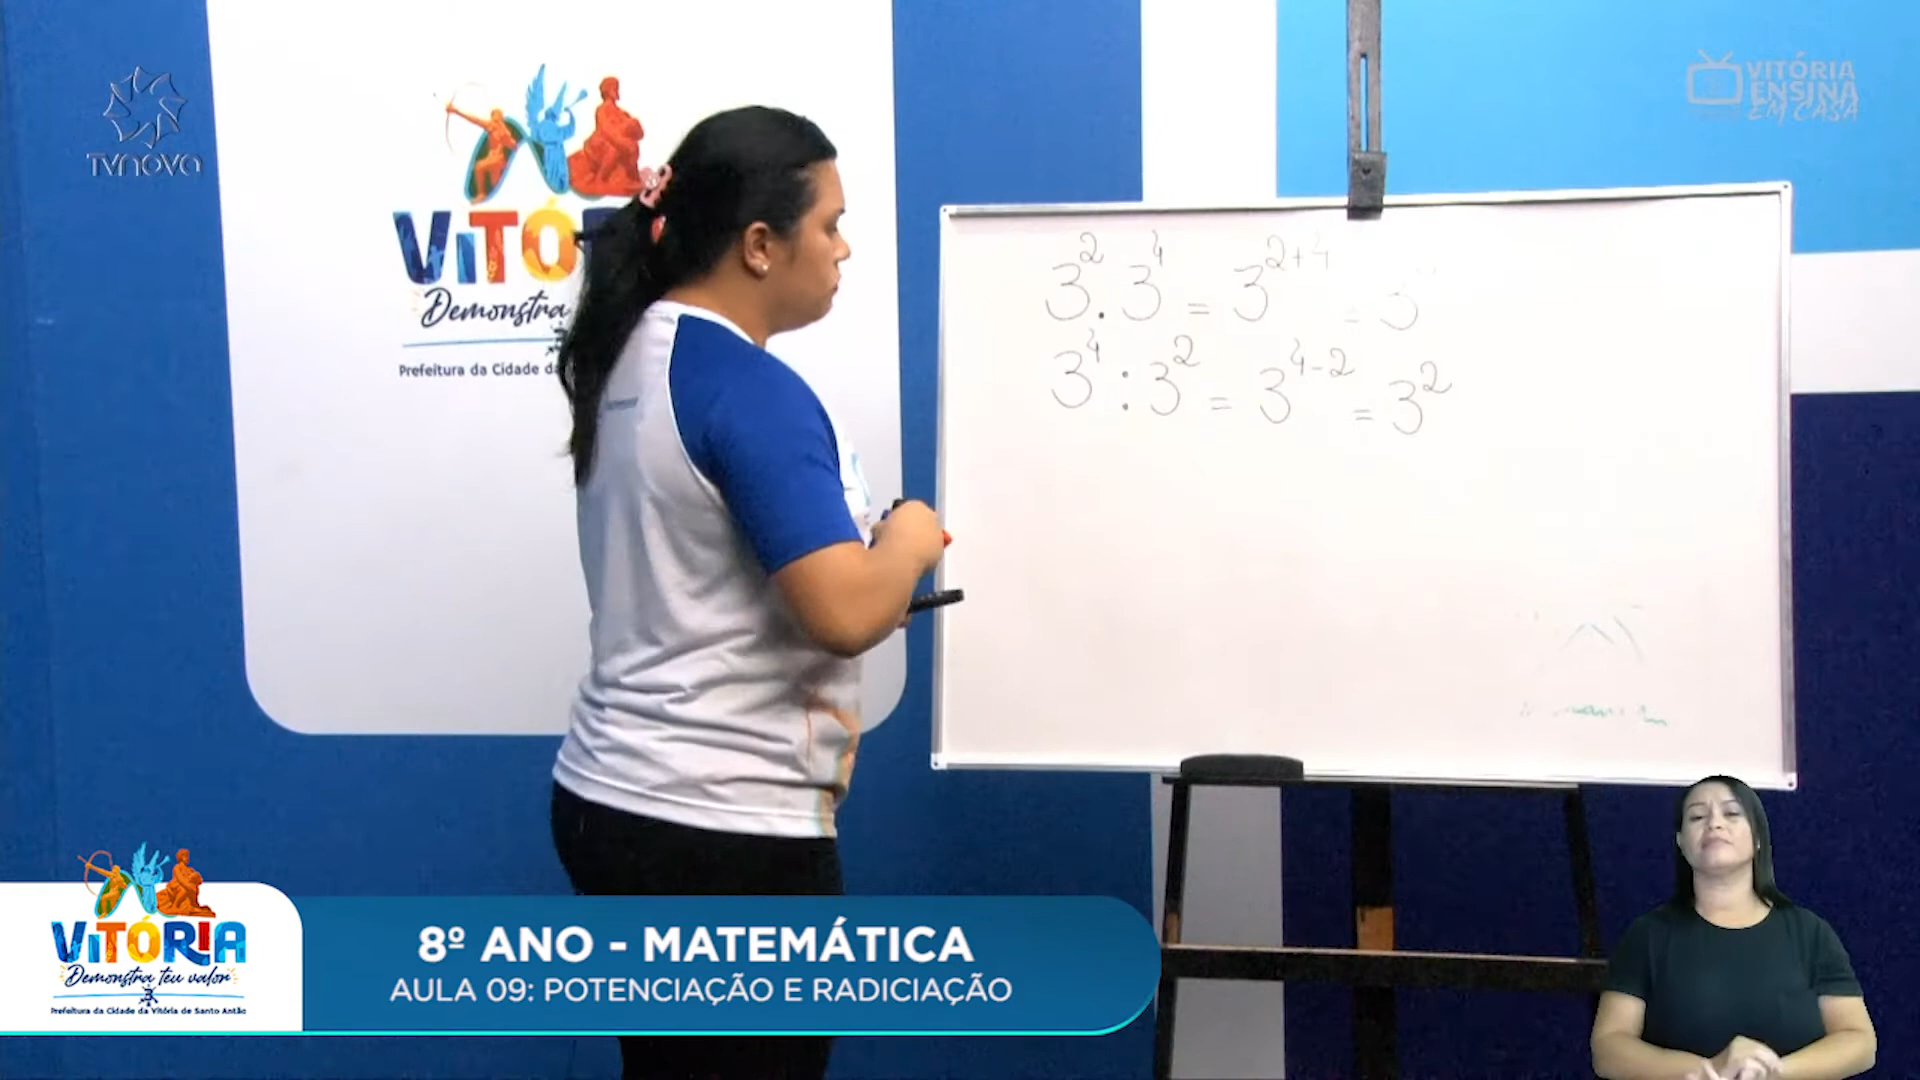 TVNOVA
VITÓRIA
ENSINA
EM CASA
VITÓ
Demonstra
Prefeitura da Cidade da
3² . 3⁴ = 3²⁺⁴ = 3
3⁴ : 3² = 3⁴⁻² = 3²
VITÓRIA
Demonstra teu valor
Prefeitura da Cidade da Vitória de Santo Antão
8º ANO - MATEMÁTICA
AULA 09: POTENCIAÇÃO E RADICIAÇÃO